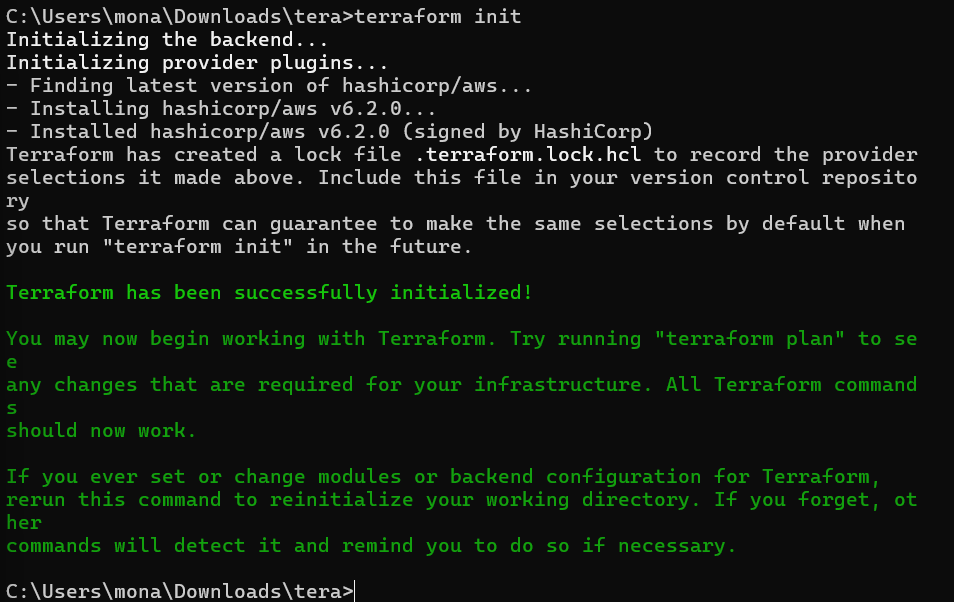 C:\Users\mona\Downloads\tera>terraform init
Initializing the backend...
Initializing provider plugins...
- Finding latest version of hashicorp/aws...
- Installing hashicorp/aws v6.2.0...
- Installed hashicorp/aws v6.2.0 (signed by HashiCorp)
Terraform has created a lock file .terraform.lock.hcl to record the provider
selections it made above. Include this file in your version control reposito
ry
so that Terraform can guarantee to make the same selections by default when
you run "terraform init" in the future.
Terraform has been successfully initialized!
You may now begin working with Terraform. Try running "terraform plan" to se
e
any changes that are required for your infrastructure. All Terraform command
s
should now work.
If you ever set or change modules or backend configuration for Terraform,
rerun this command to reinitialize your working directory. If you forget, ot
her
commands will detect it and remind you to do so if necessary.
C:\Users\mona\Downloads\tera>